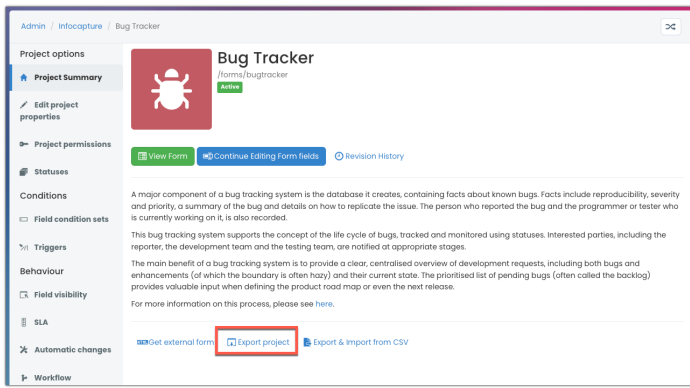 Admin / Infocapture / Bug Tracker
Project options
Project Summary
Edit project
properties
Project permissions
Statuses
Conditions
Field condition sets
Triggers
Behaviour
Field visibility
SLA
Automatic changes
Workflow
Bug Tracker
/forms/bugtracker
Active
View Form
Continue Editing Form fields
Revision History
A major component of a bug tracking system is the database it creates, containing facts about known bugs. Facts include reproducibility, severity
and priority, a summary of the bug and details on how to replicate the issue. The person who reported the bug and the programmer or tester who
is currently working on it, is also recorded.
This bug tracking system supports the concept of the life cycle of bugs, tracked and monitored using statuses. Interested parties, including the
reporter, the development team and the testing team, are notified at appropriate stages.
The main benefit of a bug tracking system is to provide a clear, centralised overview of development requests, including both bugs and
enhancements (of which the boundary is often hazy) and their current state. The prioritised list of pending bugs (often called the backlog)
provides valuable input when defining the product road map or even the next release.
For more information on this process, please see here.
Get external form
Export project
Export & Import from CSV